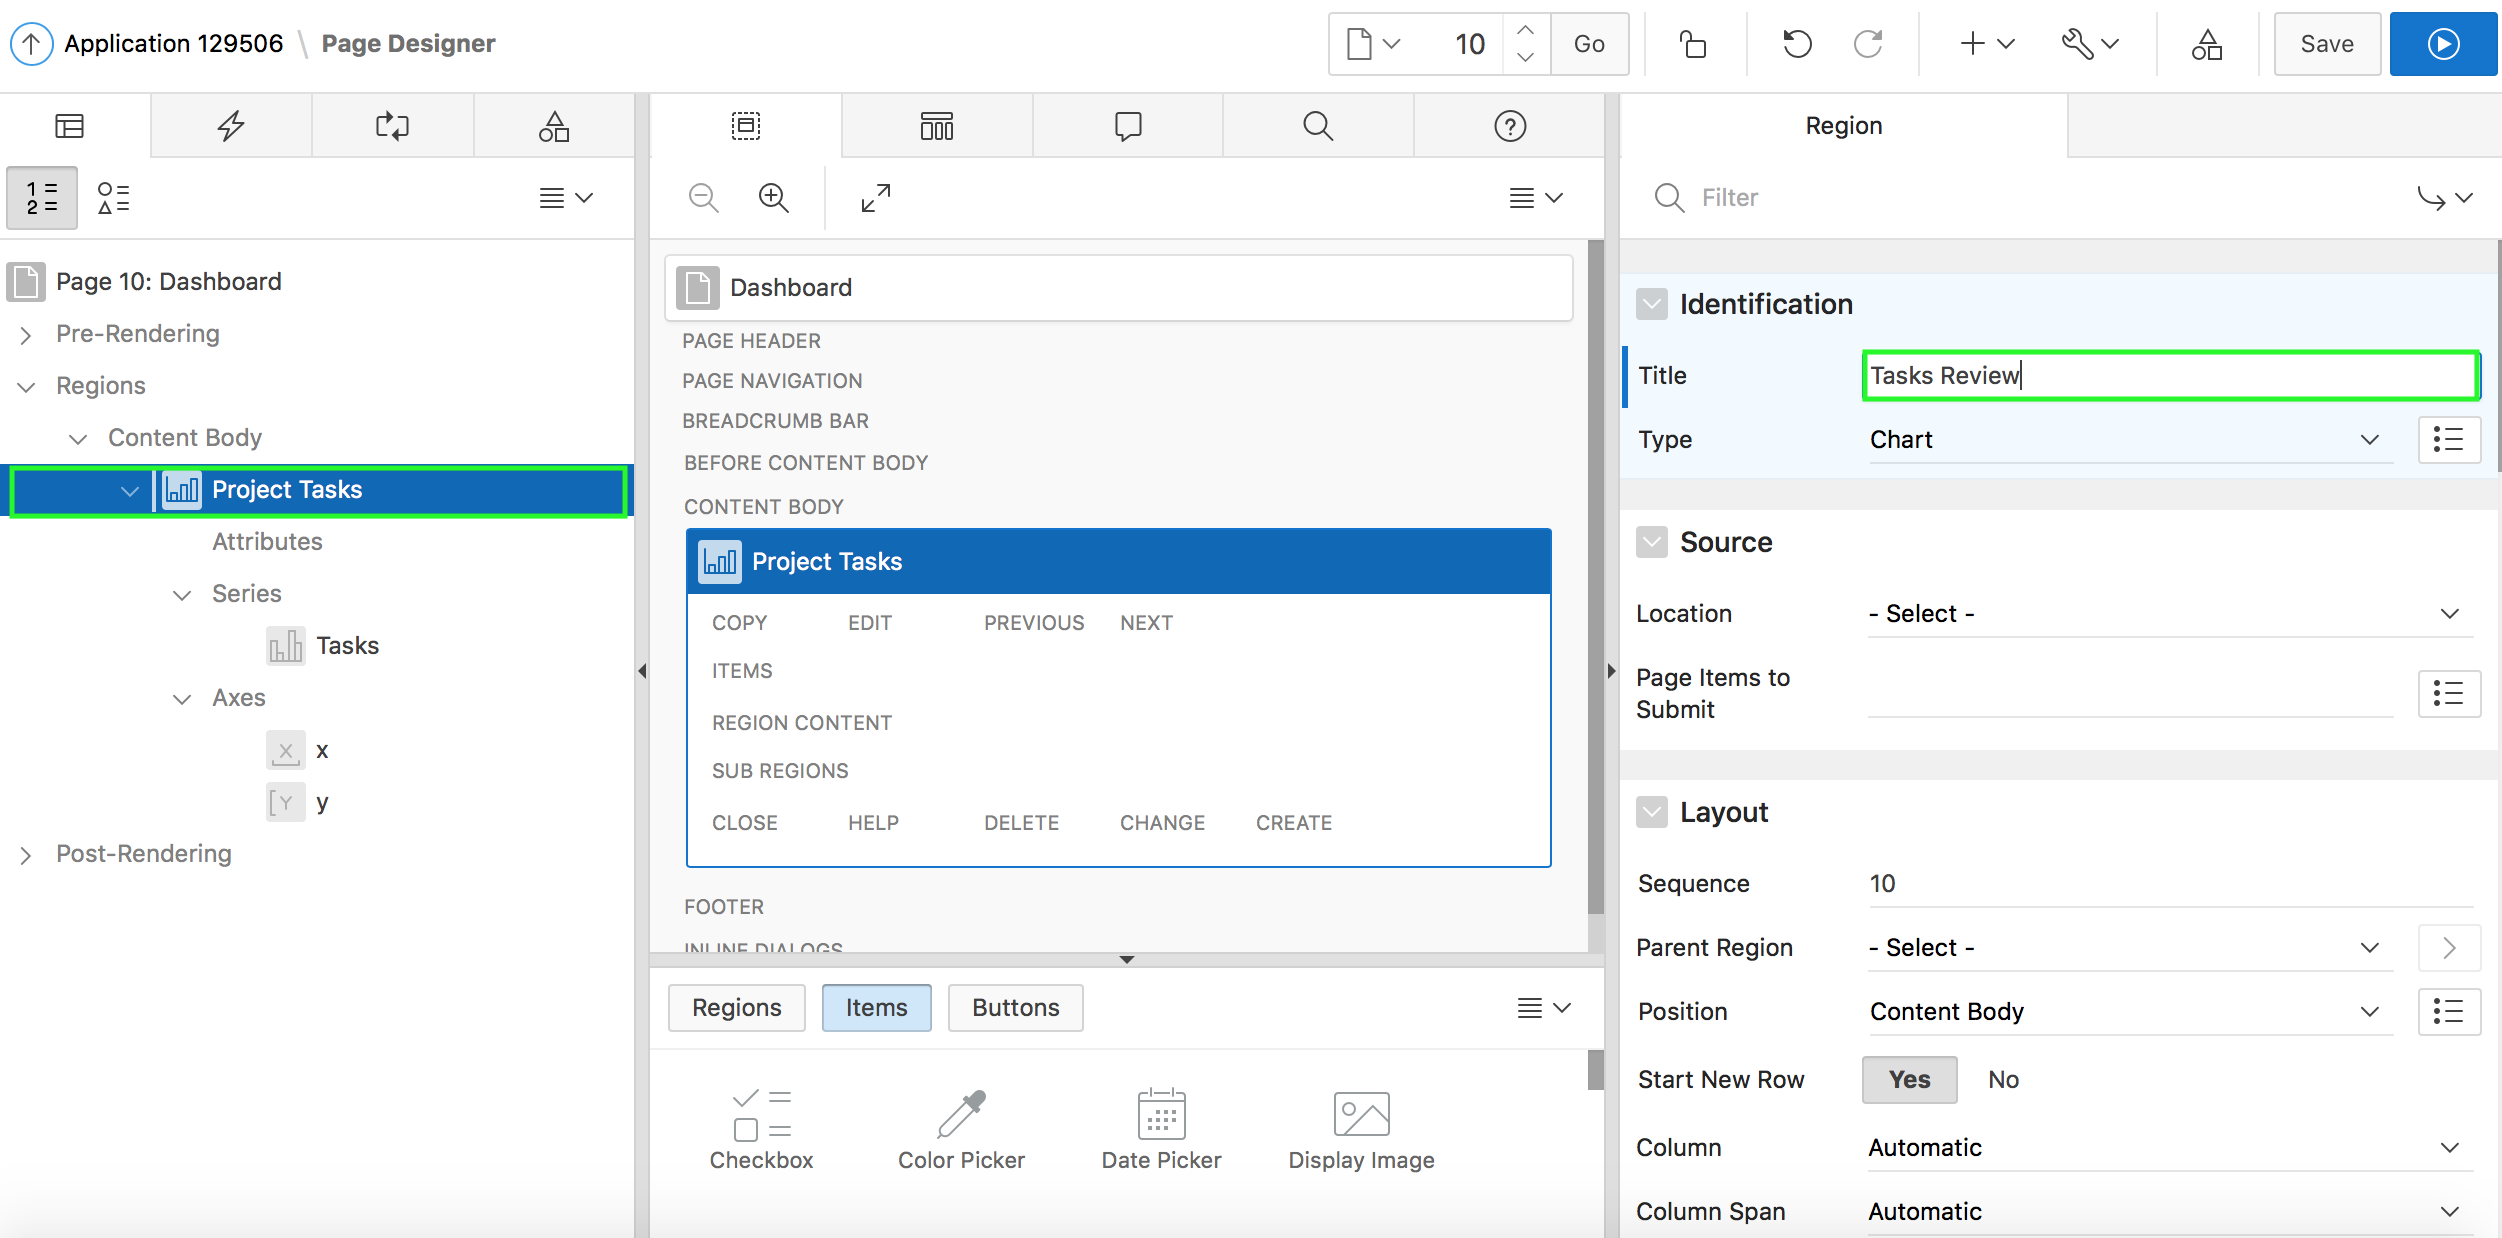 Application 129506 \ Page Designer
10
Go
Save
1
2
Page 10: Dashboard
Pre-Rendering
Regions
Content Body
Project Tasks
Attributes
Series
Tasks
Axes
X x
Y y
Post-Rendering
Dashboard
PAGE HEADER
PAGE NAVIGATION
BREADCRUMB BAR
BEFORE CONTENT BODY
CONTENT BODY
Project Tasks
COPY EDIT PREVIOUS NEXT
ITEMS
REGION CONTENT
SUB REGIONS
CLOSE HELP DELETE CHANGE CREATE
FOOTER
INLINE DIALOGS
Regions Items Buttons
Checkbox Color Picker Date Picker Display Image
Region
Filter
Identification
Title Tasks Review
Type Chart
Source
Location - Select -
Page Items to
Submit
Layout
Sequence 10
Parent Region - Select -
Position Content Body
Start New Row Yes No
Column Automatic
Column Span Automatic